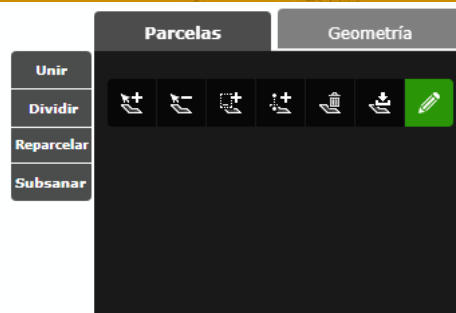 Parcelas
Geometría
Unir
Dividir
Reparcelar
Subsanar